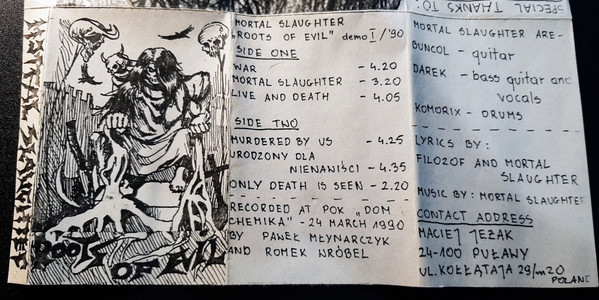 MORTAL SLAUGHTER
ROOTS OF EVIL
MORTAL SLAUGHTER
„ROOTS OF EVIL" demo I /'90
SIDE ONE
WAR - 4.20
MORTAL SLAUGHTER - 3.20
LIVE AND DEATH - 4.05
SIDE TWO
MURDERED BY US - 4.25
URODZONY DLA
NIENAWIŚCI - 4.35
ONLY DEATH IS SEEN - 2.20
RECORDED AT POK „DOM
CHEMIKA" - 24 MARCH 1990
BY PAWEŁ MŁYNARCZYK
AND ROMEK WRÓBEL
SPECIAL THANKS TO:
MORTAL SLAUGHTER ARE-
BUNCOL - guitar
DAREK - bass guitar and
vocals
KOMORIX - DRUMS
LYRICS BY:
FILOZOF AND MORTAL
SLAUGHTER
MUSIC BY: MORTAL SLAUGHTER
CONTACT ADDRESS
MACIEJ JEŻAK
24-100 PUŁAWY
UL. KOŁŁĄTAJA 29/m20
POLAND